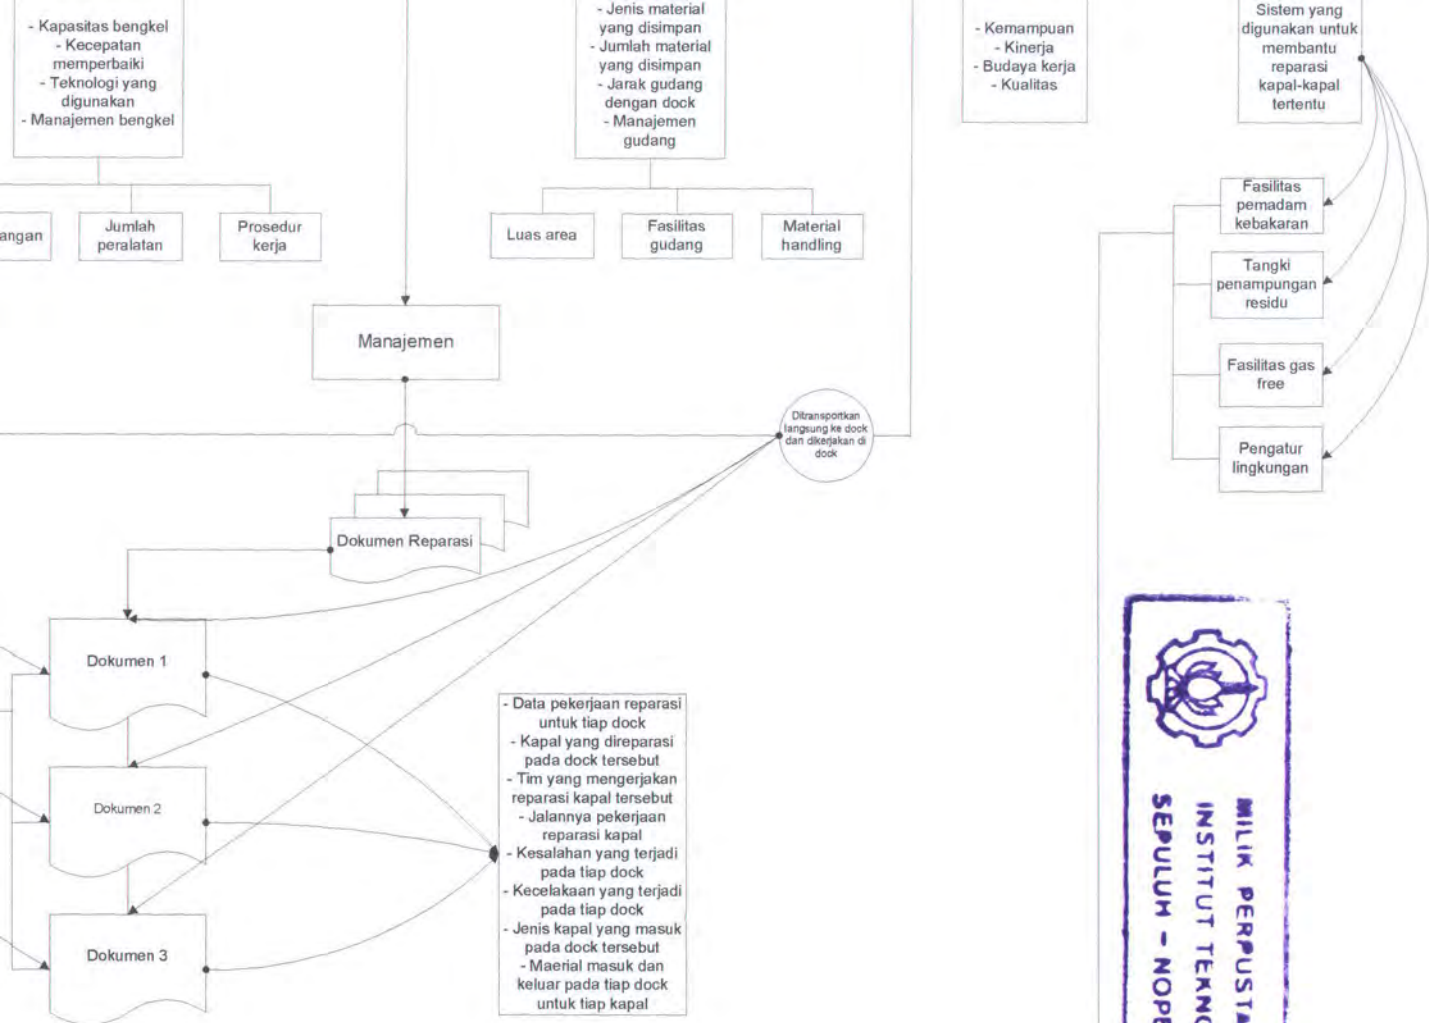 - Kapasitas bengkel
- Kecepatan
memperbaiki
- Teknologi yang
digunakan
- Manajemen bengkel
- Jenis material
yang disimpan
- Jumlah material
yang disimpan
- Jarak gudang
dengan dock
- Manajemen
gudang
- Kemampuan
- Kinerja
- Budaya kerja
- Kualitas
Sistem yang
digunakan untuk
membantu
reparasi
kapal-kapal
tertentu
angan
Jumlah
peralatan
Prosedur
kerja
Luas area
Fasilitas
gudang
Material
handling
Fasilitas
pemadam
kebakaran
Tangki
penampungan
residu
Fasilitas gas
free
Pengatur
lingkungan
Manajemen
Ditransportkan
langsung ke dock
dan dikerjakan di
dock
Dokumen Reparasi
Dokumen 1
Dokumen 2
Dokumen 3
- Data pekerjaan reparasi
untuk tiap dock
- Kapal yang direparasi
pada dock tersebut
- Tim yang mengerjakan
reparasi kapal tersebut
- Jalannya pekerjaan
reparasi kapal
- Kesalahan yang terjadi
pada tiap dock
- Kecelakaan yang terjadi
pada tiap dock
- Jenis kapal yang masuk
pada dock tersebut
- Maerial masuk dan
keluar pada tiap dock
untuk tiap kapal
MILIK PERPUSTA
INSTITUT TEKNO
SEPULUH - NOPE